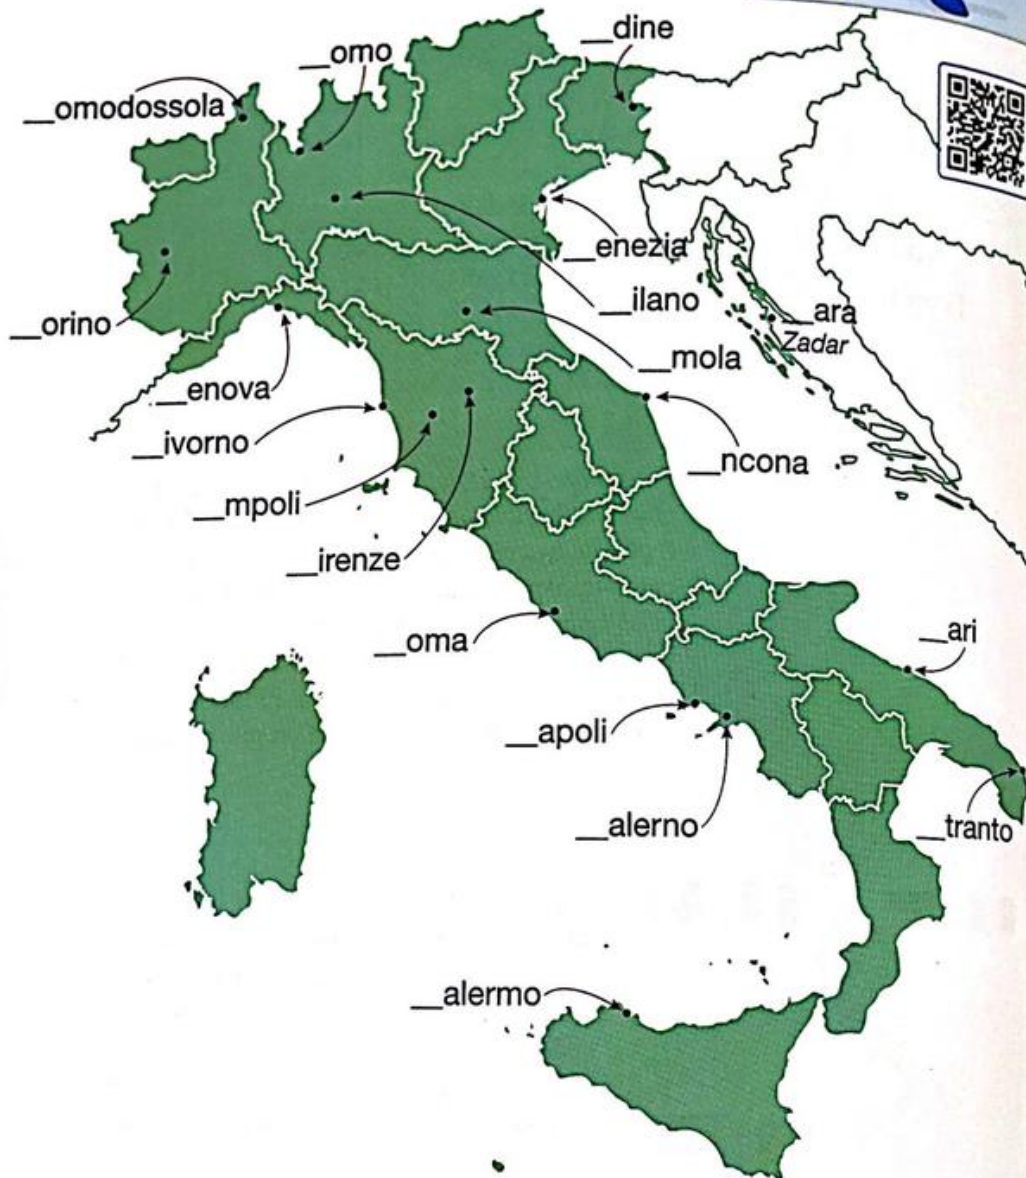 __dine
__omo
__omodossola
__enezia
__ilano
__orino
__ara
Zadar
__mola
__enova
__ivorno
__ncona
__mpoli
__irenze
__oma
__ari
__apoli
__alerno
__tranto
__alermo